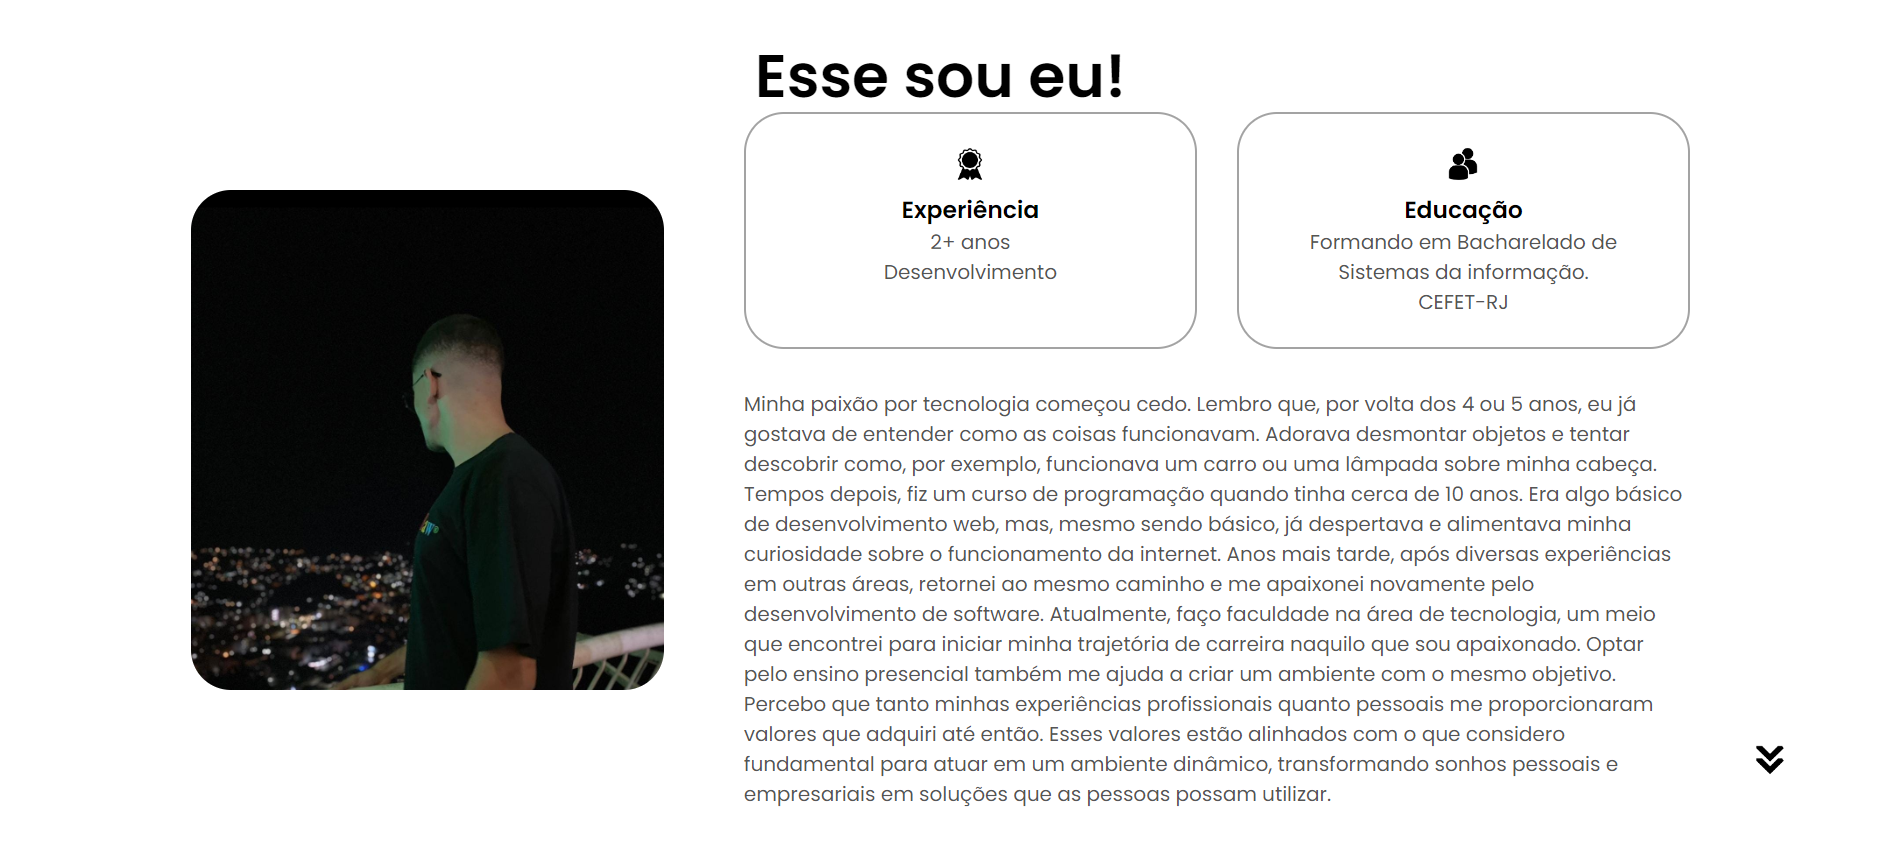 Esse sou eu!
Experiência
2+ anos
Desenvolvimento
Educação
Formando em Bacharelado de
Sistemas da informação.
CEFET-RJ
Minha paixão por tecnologia começou cedo. Lembro que, por volta dos 4 ou 5 anos, eu já
gostava de entender como as coisas funcionavam. Adorava desmontar objetos e tentar
descobrir como, por exemplo, funcionava um carro ou uma lâmpada sobre minha cabeça.
Tempos depois, fiz um curso de programação quando tinha cerca de 10 anos. Era algo básico
de desenvolvimento web, mas, mesmo sendo básico, já despertava e alimentava minha
curiosidade sobre o funcionamento da internet. Anos mais tarde, após diversas experiências
em outras áreas, retornei ao mesmo caminho e me apaixonei novamente pelo
desenvolvimento de software. Atualmente, faço faculdade na área de tecnologia, um meio
que encontrei para iniciar minha trajetória de carreira naquilo que sou apaixonado. Optar
pelo ensino presencial também me ajuda a criar um ambiente com o mesmo objetivo.
Percebo que tanto minhas experiências profissionais quanto pessoais me proporcionaram
valores que adquiri até então. Esses valores estão alinhados com o que considero
fundamental para atuar em um ambiente dinâmico, transformando sonhos pessoais e
empresariais em soluções que as pessoas possam utilizar.